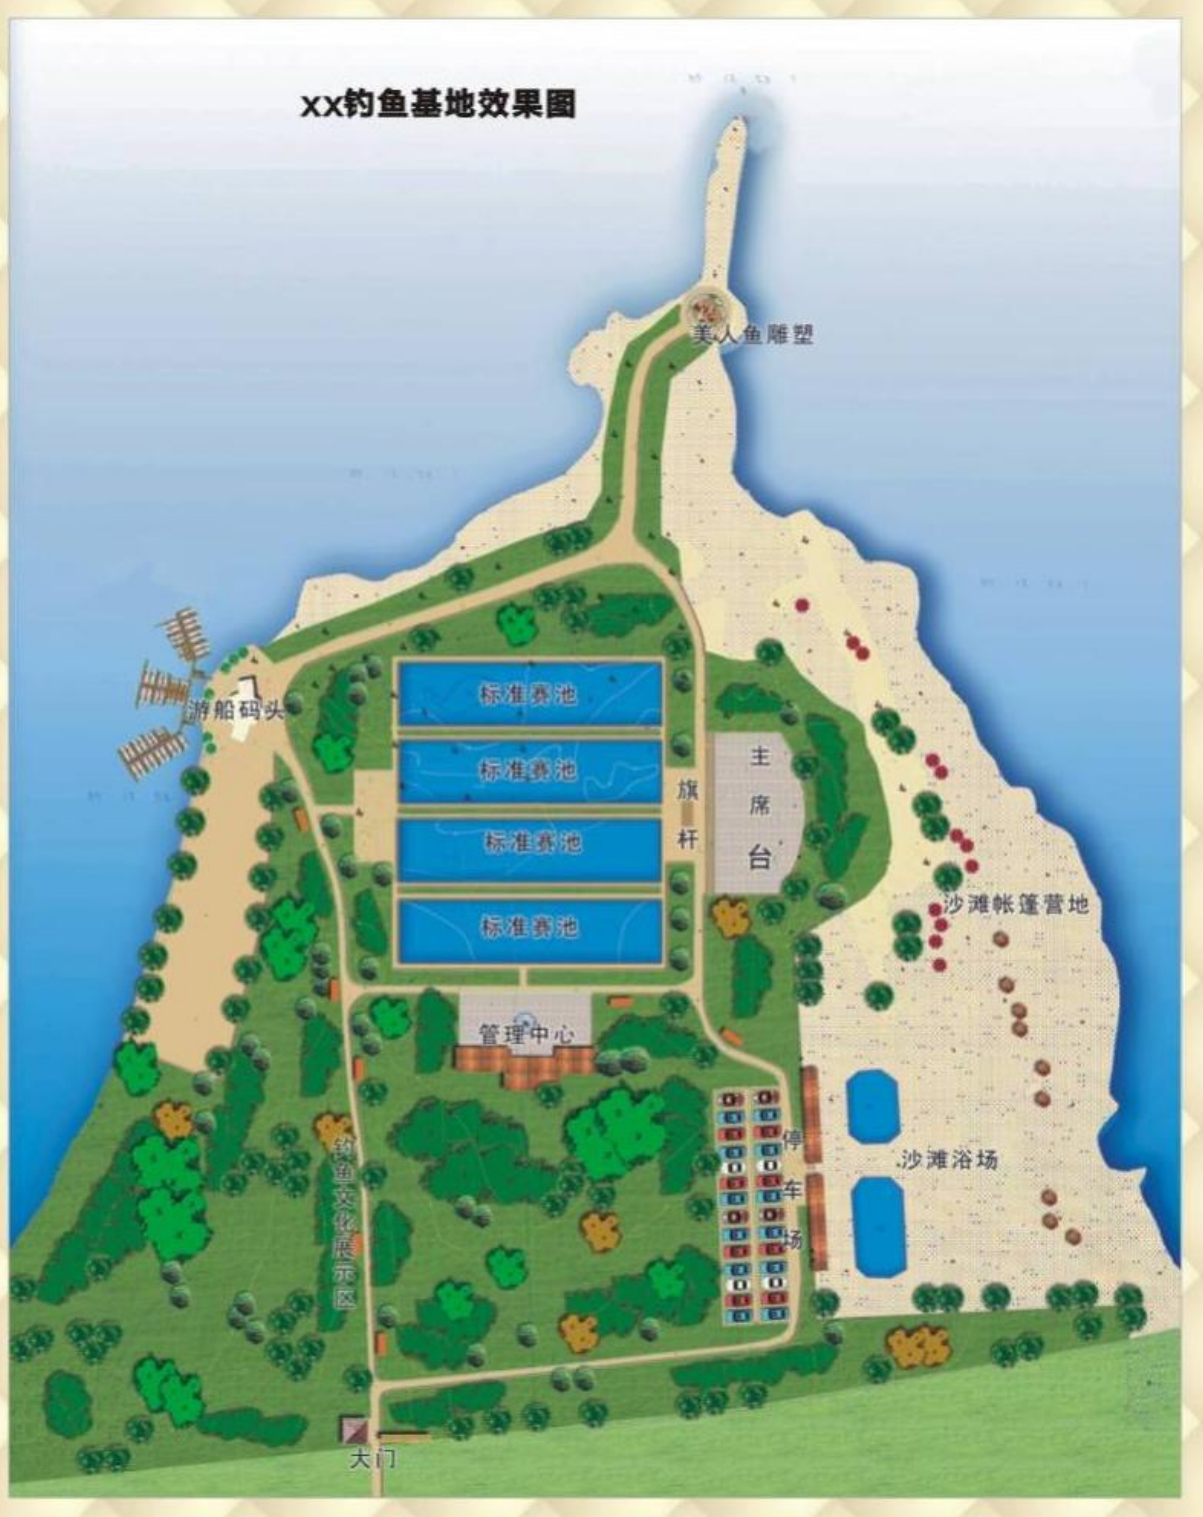 xx钓鱼基地效果图
美人鱼雕塑
游船码头
标准赛池
标准赛池
标准赛池
标准赛池
旗杆
主席台
沙滩帐篷营地
管理中心
停车场
沙滩浴场
钓鱼文化展示区
大门